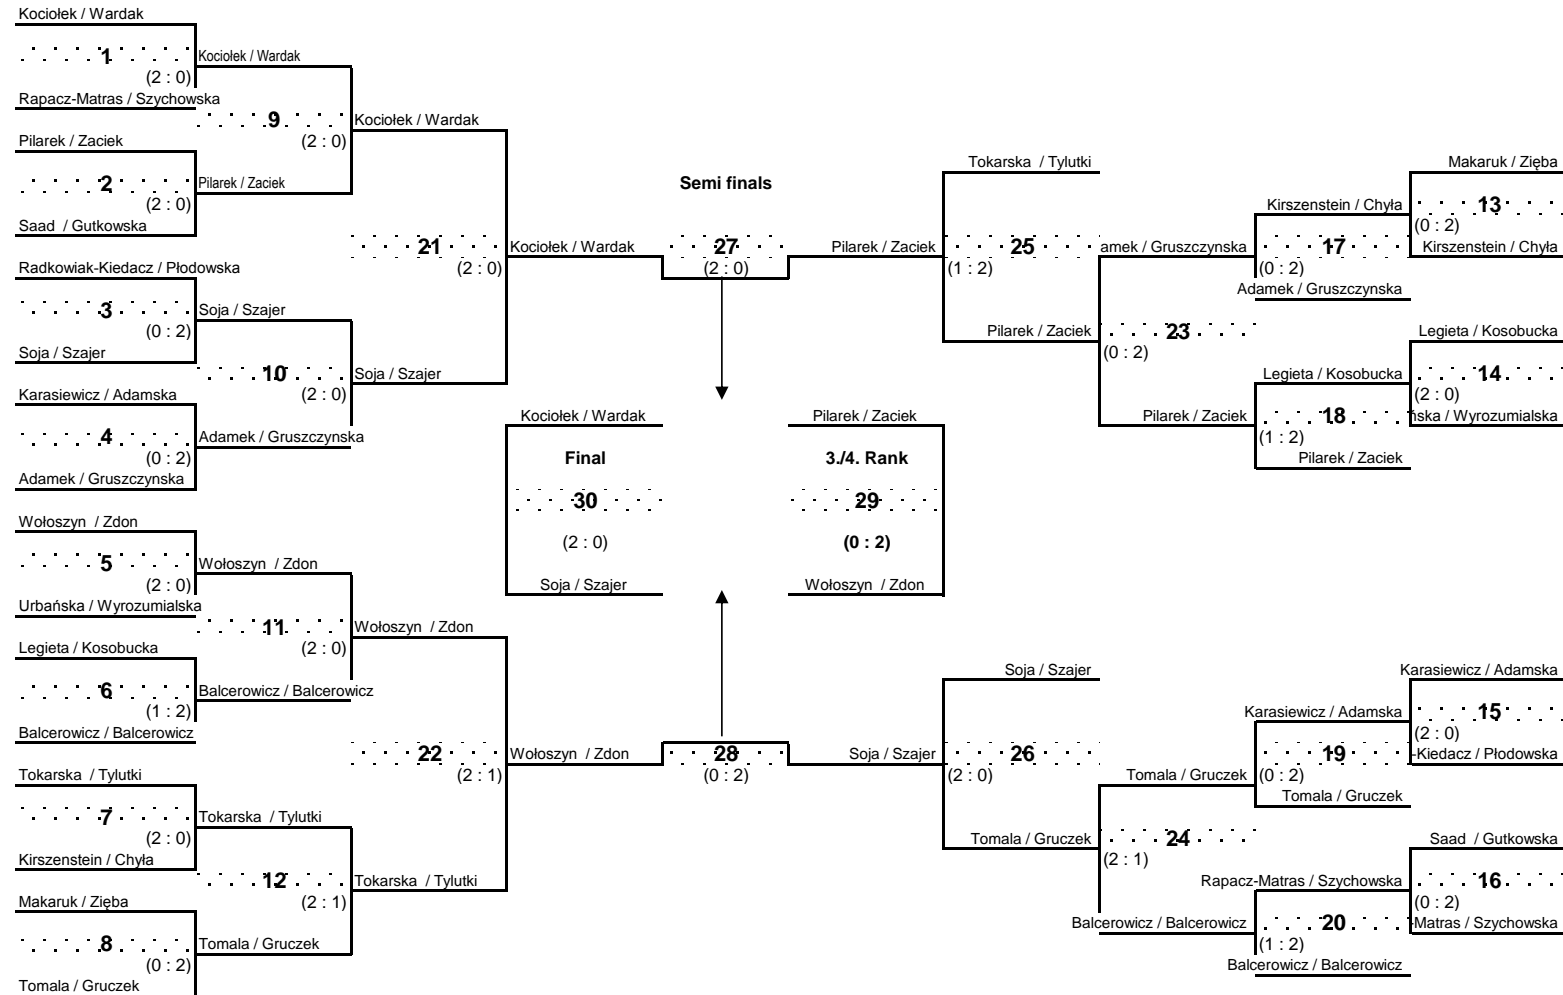 Kociołek / Wardak
1
Kociołek / Wardak
(2 : 0)
Rapacz-Matras / Szychowska
9
Kociołek / Wardak
(2 : 0)
Pilarek / Zaciek
2
Pilarek / Zaciek
(2 : 0)
Saad / Gutkowska
21
Kociołek / Wardak
(2 : 0)
Radkowiak-Kiedacz / Płodowska
3
Soja / Szajer
(0 : 2)
Soja / Szajer
10
Soja / Szajer
(2 : 0)
Karasiewicz / Adamska
4
Adamek / Gruszczynska
(0 : 2)
Adamek / Gruszczynska
Wołoszyn / Zdon
5
Wołoszyn / Zdon
(2 : 0)
Urbańska / Wyrozumialska
11
Wołoszyn / Zdon
(2 : 0)
Legieta / Kosobucka
6
Balcerowicz / Balcerowicz
(1 : 2)
Balcerowicz / Balcerowicz
22
Wołoszyn / Zdon
(2 : 1)
Tokarska / Tylutki
7
Tokarska / Tylutki
(2 : 0)
Kirszenstein / Chyła
12
Tokarska / Tylutki
(2 : 1)
Makaruk / Zięba
8
Tomala / Gruczek
(0 : 2)
Tomala / Gruczek
Semi finals
27
(2 : 0)
Kociołek / Wardak
Final
30
(2 : 0)
Soja / Szajer
Pilarek / Zaciek
3./4. Rank
29
(0 : 2)
Wołoszyn / Zdon
28
(0 : 2)
Tokarska / Tylutki
Pilarek / Zaciek
25
(1 : 2)
Pilarek / Zaciek
amek / Gruszczynska
23
(0 : 2)
Pilarek / Zaciek
Kirszenstein / Chyła
17
(0 : 2)
Adamek / Gruszczynska
Makaruk / Zięba
13
(0 : 2)
Kirszenstein / Chyła
Legieta / Kosobucka
18
(1 : 2)
Pilarek / Zaciek
Legieta / Kosobucka
14
(2 : 0)
ńska / Wyrozumialska
Soja / Szajer
Soja / Szajer
26
(2 : 0)
Tomala / Gruczek
Tomala / Gruczek
24
(2 : 1)
Balcerowicz / Balcerowicz
Karasiewicz / Adamska
19
(0 : 2)
Tomala / Gruczek
Karasiewicz / Adamska
15
(2 : 0)
-Kiedacz / Płodowska
Rapacz-Matras / Szychowska
20
(1 : 2)
Balcerowicz / Balcerowicz
Saad / Gutkowska
16
(0 : 2)
-Matras / Szychowska